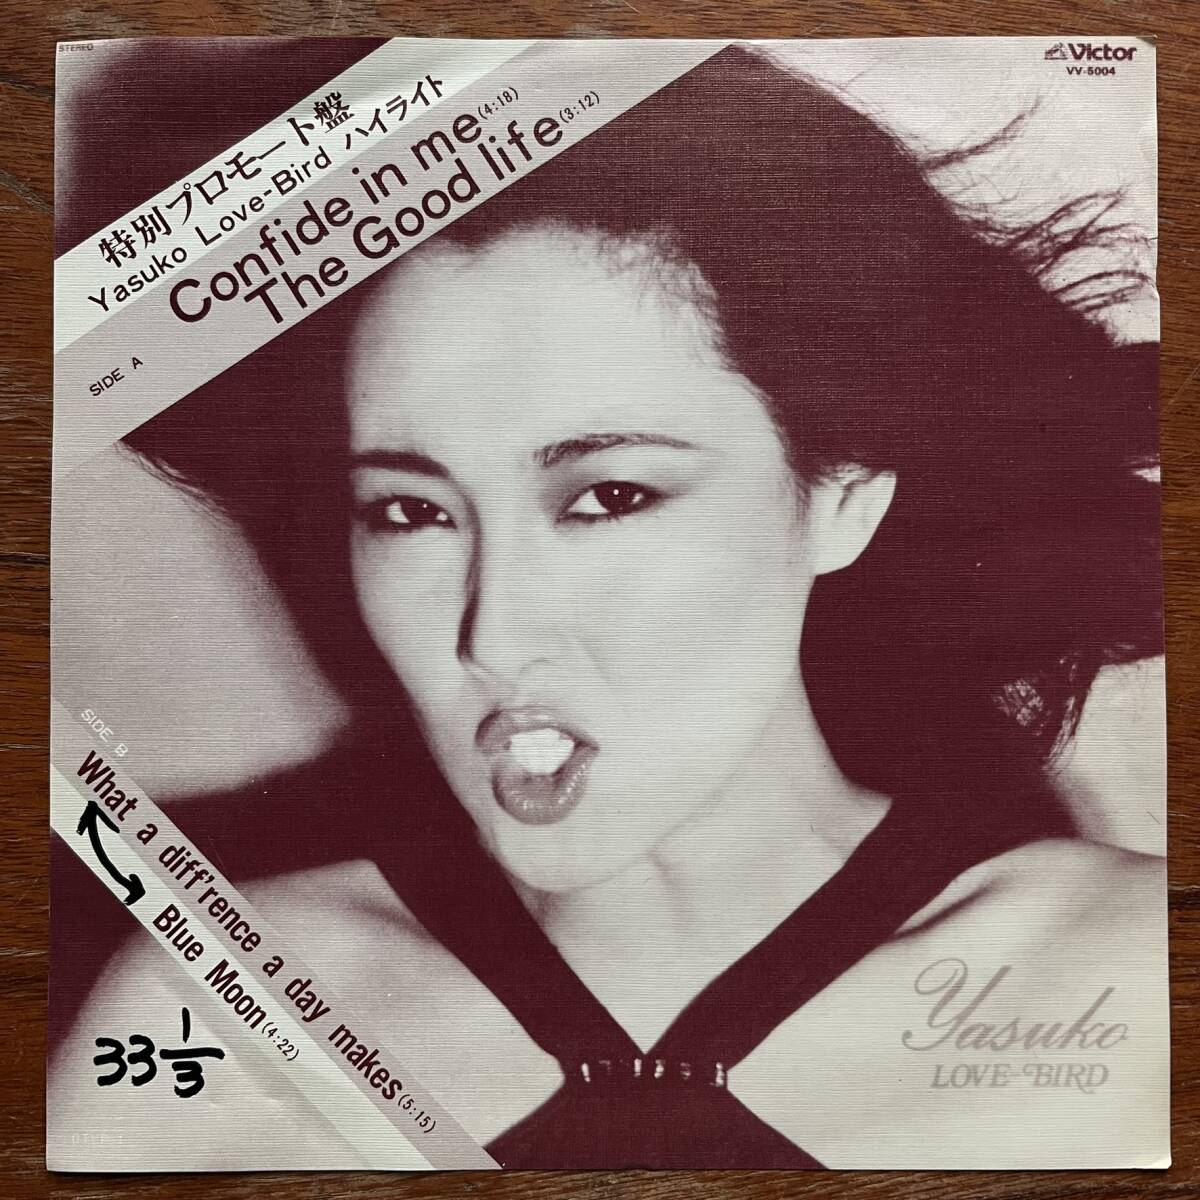 STEREO
Victor
VV-5004
特別プロモート盤
Yasuko Love-Bird ハイライト
Confide in me(4:18)
The Good life(3:12)
SIDE A
SIDE B
What a diff'rence a day makes(5:15)
Blue Moon(4:22)
33 1/3
Yasuko
LOVE-BIRD